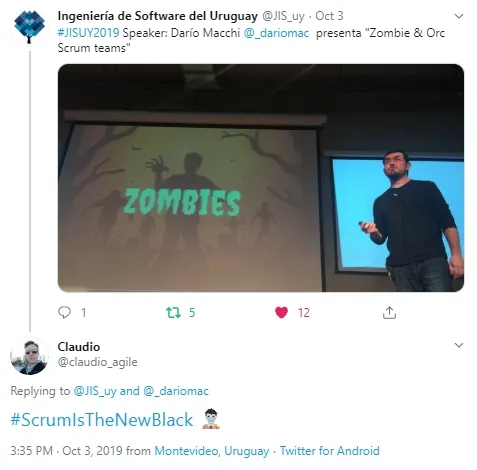 Ingeniería de Software del Uruguay @JIS_uy · Oct 3
#JISUY2019 Speaker: Darío Macchi @_dariomac presenta "Zombie & Orc
Scrum teams"
ZOMBIES
1 5 12
Claudio
@claudio_agile
Replying to @JIS_uy and @_dariomac
#ScrumIsTheNewBlack
3:35 PM · Oct 3, 2019 from Montevideo, Uruguay · Twitter for Android